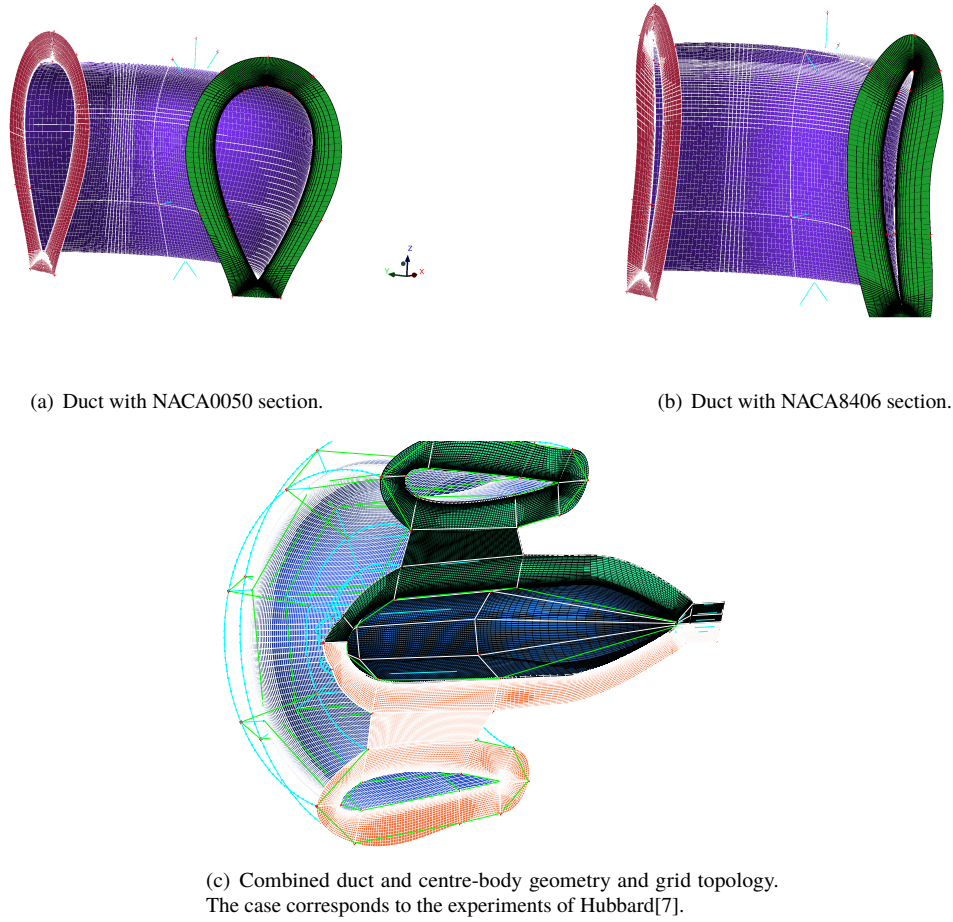 Z
Y
X
(a) Duct with NACA0050 section.
(b) Duct with NACA8406 section.
(c) Combined duct and centre-body geometry and grid topology.
The case corresponds to the experiments of Hubbard[7].